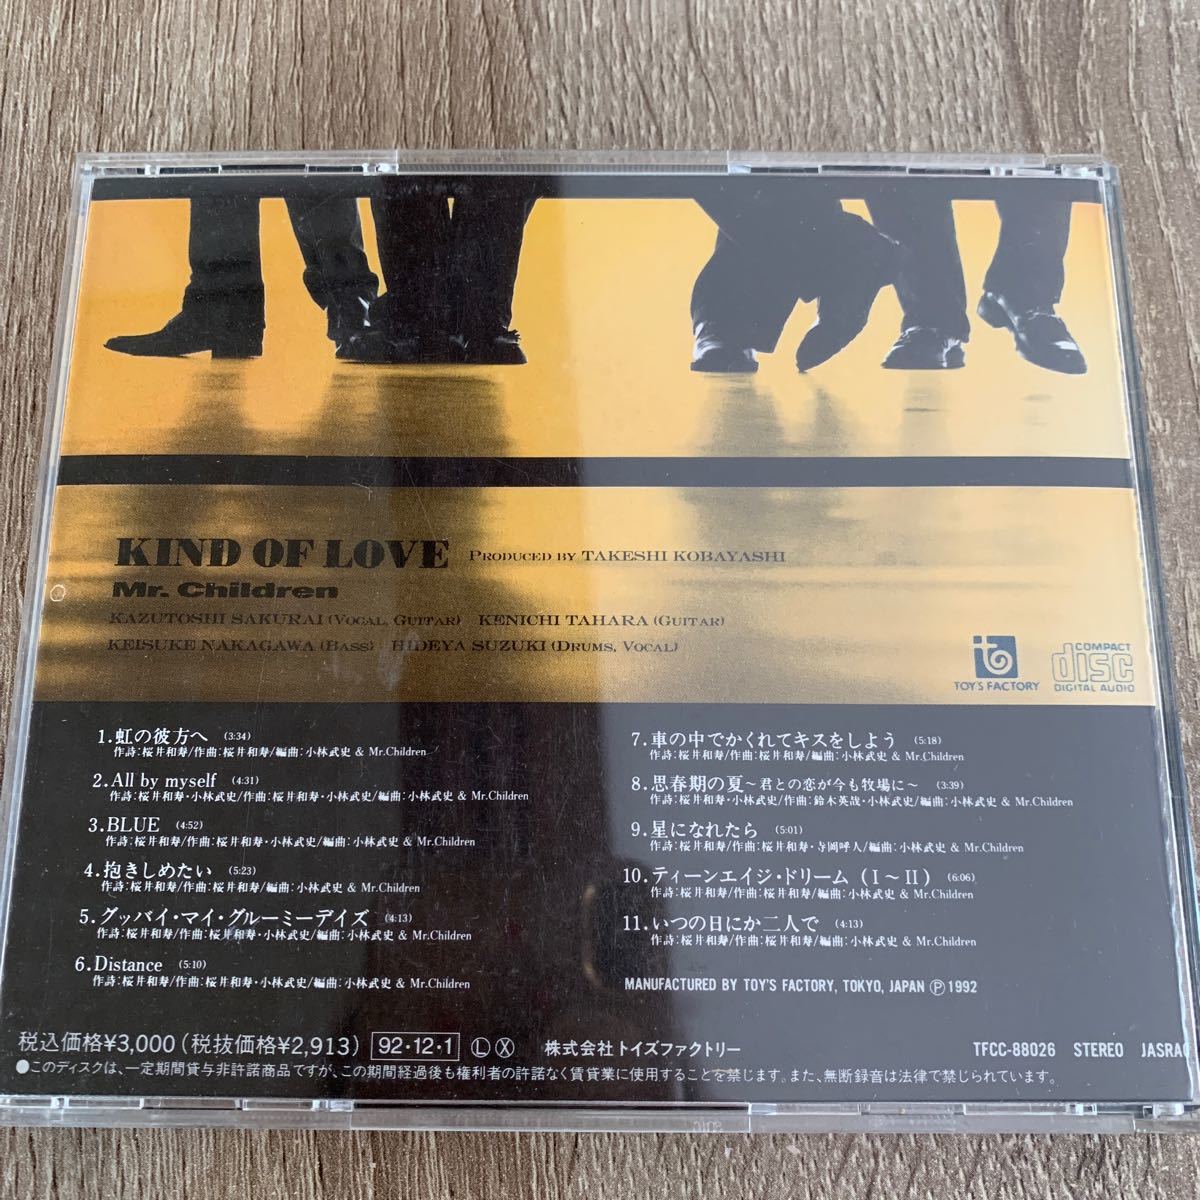 KIND OF LOVE PRODUCED BY TAKESHI KOBAYASHI
Mr. Children
KAZUTOSHI SAKURAI (VOCAL, GUITAR) KENICHI TAHARA (GUITAR)
KEISUKE NAKAGAWA (BASS) HIDEYA SUZUKI (DRUMS, VOCAL)
TOY'S FACTORY
COMPACT
disc
DIGITAL AUDIO
1.虹の彼方へ (3:34)
作詩:桜井和寿/作曲:桜井和寿/編曲:小林武史 & Mr.Children
2.All by myself (4:31)
作詩:桜井和寿・小林武史/作曲:桜井和寿・小林武史/編曲:小林武史 & Mr.Children
3.BLUE (4:52)
作詩:桜井和寿/作曲:桜井和寿・小林武史/編曲:小林武史 & Mr.Children
4.抱きしめたい (5:23)
作詩:桜井和寿/作曲:桜井和寿/編曲:小林武史 & Mr.Children
5.グッバイ・マイ・グルーミーデイズ (4:13)
作詩:桜井和寿/作曲:桜井和寿・小林武史/編曲:小林武史 & Mr.Children
6.Distance (5:10)
作詩:桜井和寿/作曲:桜井和寿・小林武史/編曲:小林武史 & Mr.Children
7.車の中でかくれてキスをしよう (5:18)
作詩:桜井和寿/作曲:桜井和寿/編曲:小林武史 & Mr.Children
8.思春期の夏～君との恋が今も牧場に～ (3:39)
作詩:桜井和寿・小林武史/作曲:鈴木英哉・小林武史/編曲:小林武史 & Mr.Children
9.星になれたら (5:01)
作詩:桜井和寿/作曲:桜井和寿・寺岡呼人/編曲:小林武史 & Mr.Children
10.ティーンエイジ・ドリーム (I～II) (6:06)
作詩:桜井和寿/作曲:桜井和寿/編曲:小林武史 & Mr.Children
11.いつの日にか二人で (4:13)
作詩:桜井和寿/作曲:桜井和寿/編曲:小林武史 & Mr.Children
MANUFACTURED BY TOY'S FACTORY, TOKYO, JAPAN Ⓟ 1992
税込価格¥3,000 (税抜価格¥2,913) 92・12・1 Ⓛ Ⓧ 株式会社トイズファクトリー TFCC-88026 STEREO JASRAC
●このディスクは、一定期間貸与非許諾商品ですが、この期間経過後も権利者の許諾なく賃貸業に使用することを禁じます。また、無断録音は法律で禁じられています。